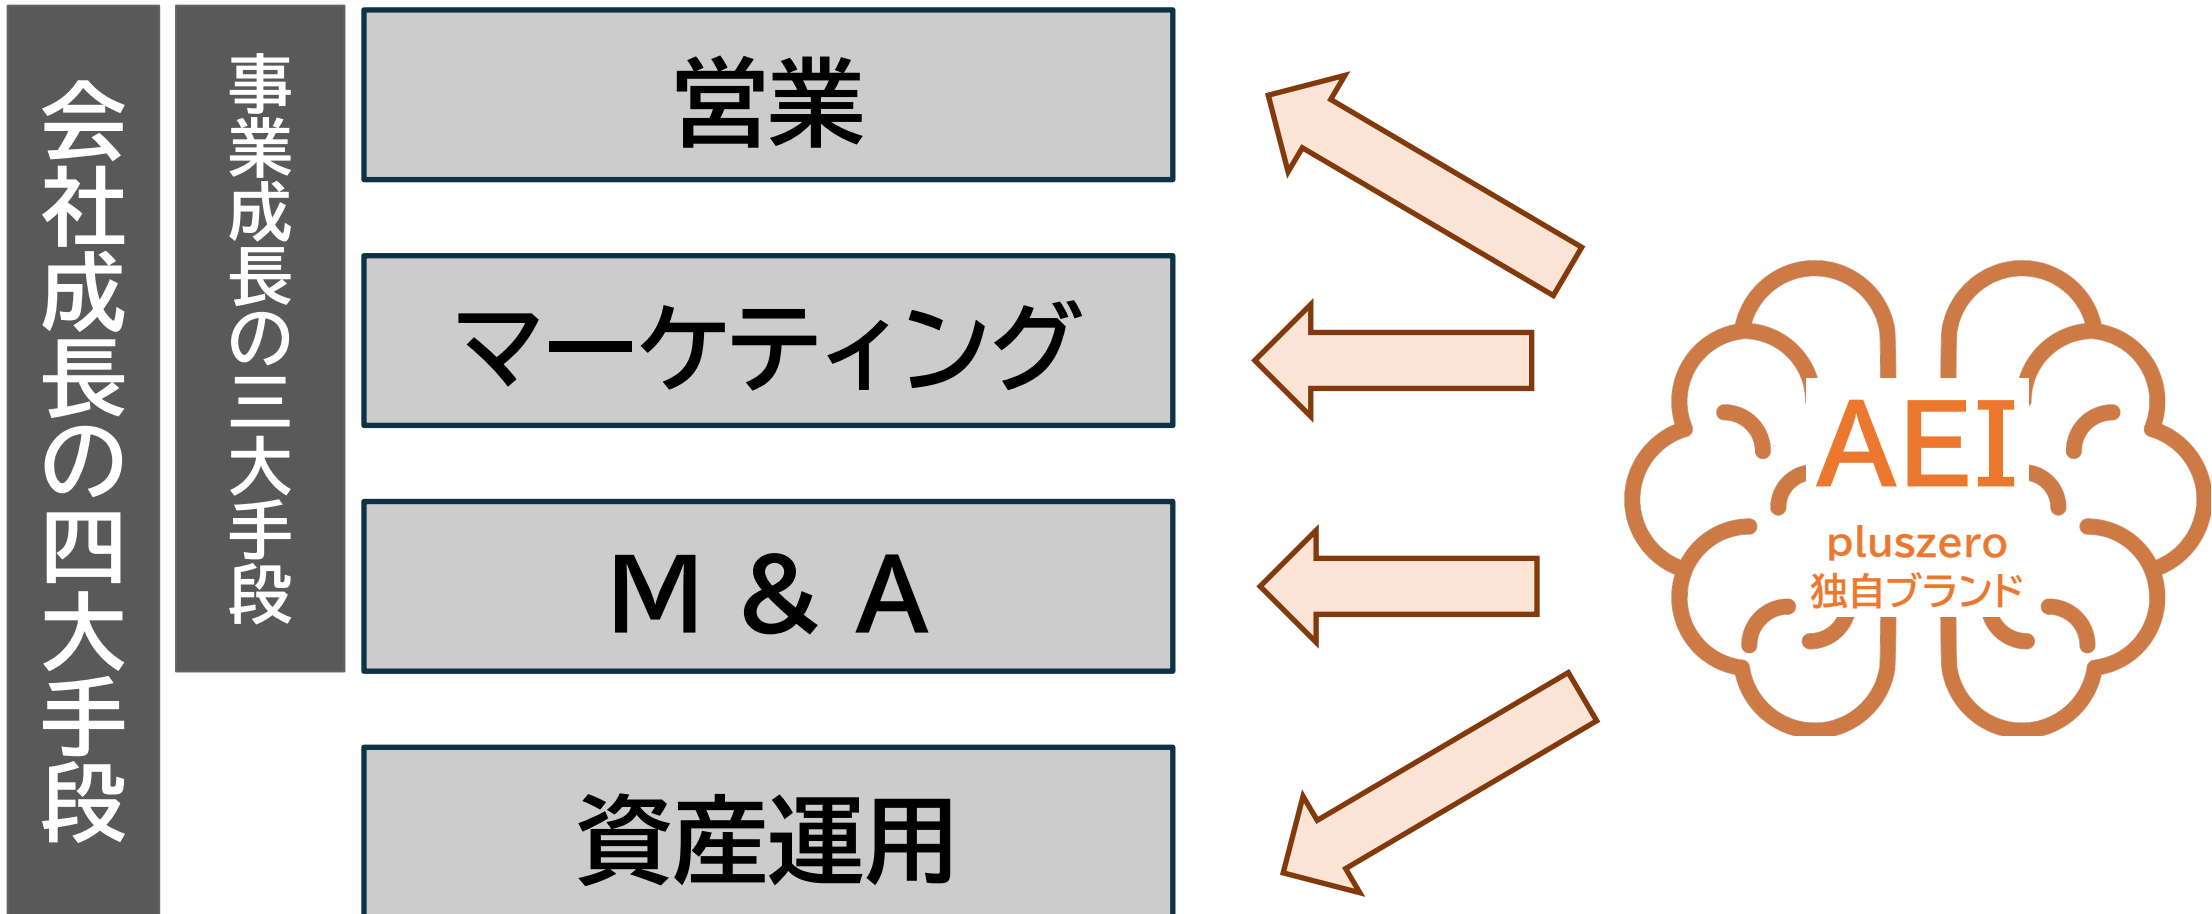 会社成長の四大手段
事業成長の三大手段
営業
マーケティング
M & A
資産運用
AEI
pluszero
独自ブランド